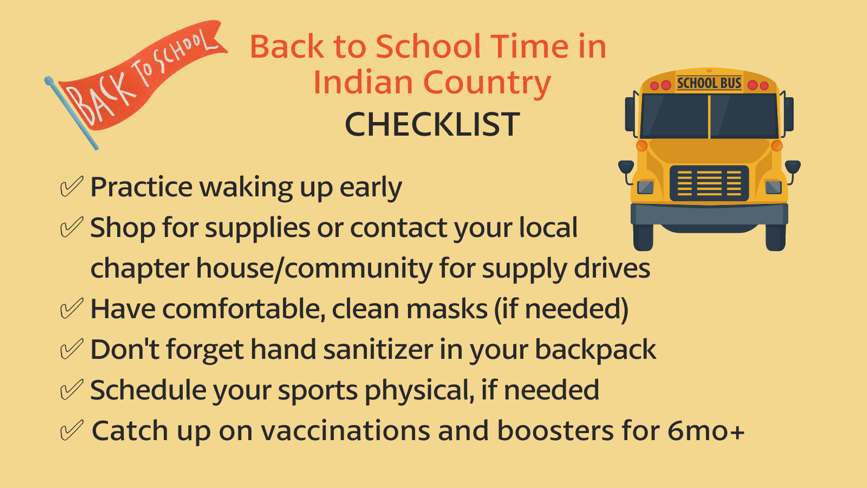 BACK TO SCHOOL
Back to School Time in
Indian Country
CHECKLIST
SCHOOL BUS
✅ Practice waking up early
✅ Shop for supplies or contact your local
chapter house/community for supply drives
✅ Have comfortable, clean masks (if needed)
✅ Don't forget hand sanitizer in your backpack
✅ Schedule your sports physical, if needed
✅ Catch up on vaccinations and boosters for 6mo+